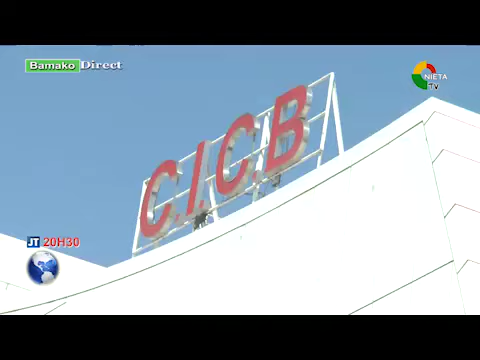 Bamako Direct
NIETA
TV
C.I.C.B
JT 20H30